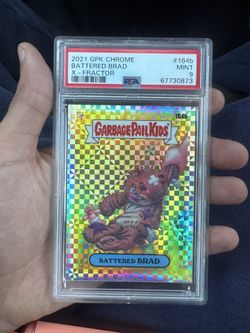 2021 GPK CHROME #164b
BATTERED BRAD MINT
X-FRACTOR 9
PSA 67730873
164b
GARBAGE PAIL KIDS
BATTERED BRAD